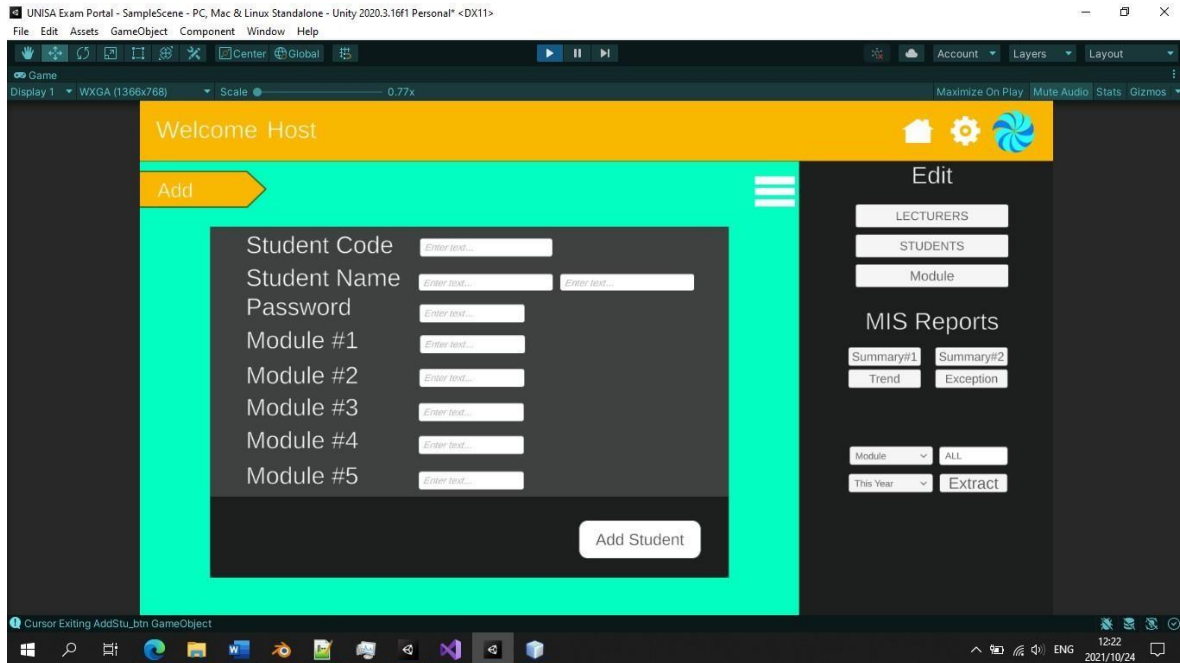 UNISA Exam Portal - SampleScene - PC, Mac & Linux Standalone - Unity 2020.3.16f1 Personal* <DX11>
File Edit Assets GameObject Component Window Help
Center Global Account Layers Layout
Game
Display 1 WXGA (1366x768) Scale 0.77x Maximize On Play Mute Audio Stats Gizmos
Welcome Host
Add
Student Code Enter text...
Student Name Enter text... Enter text...
Password Enter text...
Module #1 Enter text...
Module #2 Enter text...
Module #3 Enter text...
Module #4 Enter text...
Module #5 Enter text...
Add Student
Edit
LECTURERS
STUDENTS
Module
MIS Reports
Summary#1 Summary#2
Trend Exception
Module ALL
This Year Extract
Cursor Exiting AddStu_btn GameObject
ENG
12:22
2021/10/24